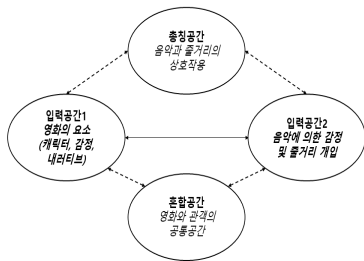 총칭공간
음악과 줄거리의
상호작용
입력공간1
영화의 요소
(캐릭터, 감정,
내러티브)
입력공간2
음악에 의한 감정
및 줄거리 개입
혼합공간
영화와 관객의
공통공간